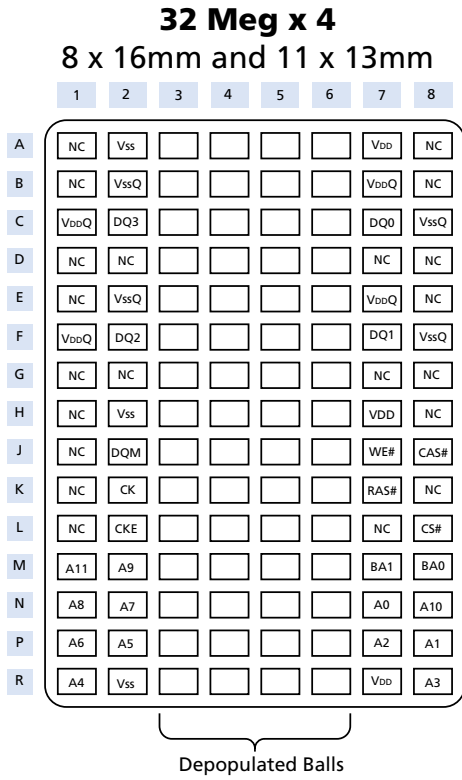 32 Meg x 4
8 x 16mm and 11 x 13mm
1 2 3 4 5 6 7 8
A NC Vss VDD NC
B NC VssQ VDDQ NC
C VDDQ DQ3 DQ0 VssQ
D NC NC NC NC
E NC VssQ VDDQ NC
F VDDQ DQ2 DQ1 VssQ
G NC NC NC NC
H NC Vss VDD NC
J NC DQM WE# CAS#
K NC CK RAS# NC
L NC CKE NC CS#
M A11 A9 BA1 BA0
N A8 A7 A0 A10
P A6 A5 A2 A1
R A4 Vss VDD A3
Depopulated Balls